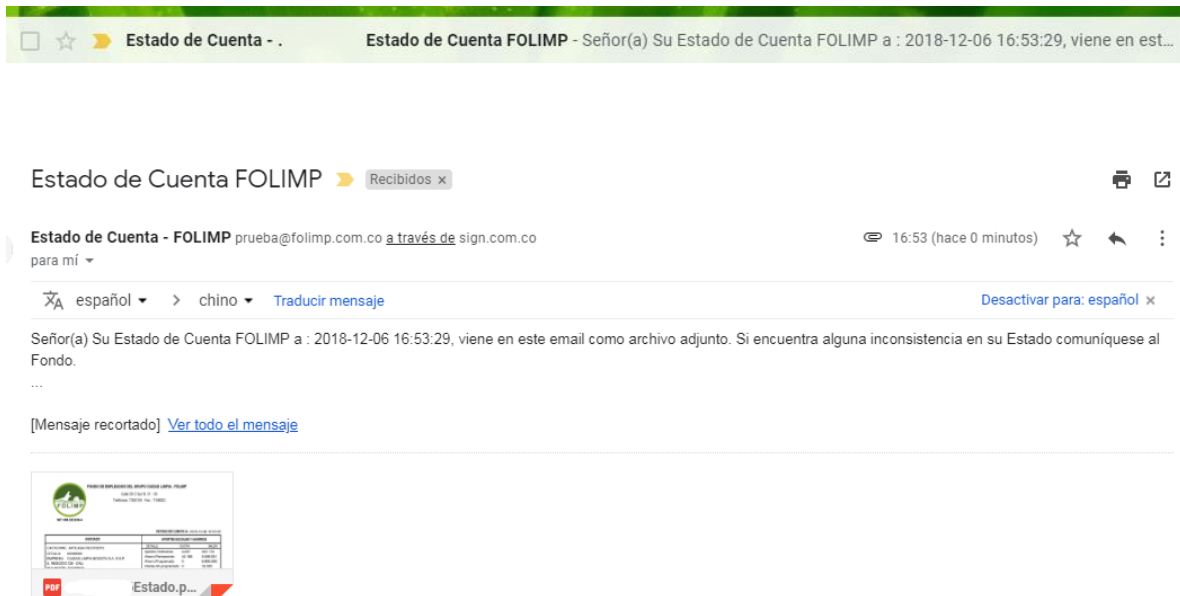 Estado de Cuenta - . Estado de Cuenta FOLIMP - Señor(a) Su Estado de Cuenta FOLIMP a : 2018-12-06 16:53:29, viene en est...
Estado de Cuenta FOLIMP Recibidos ×
Estado de Cuenta - FOLIMP prueba@folimp.com.co a través de sign.com.co 16:53 (hace 0 minutos)
para mí
español > chino Traducir mensaje Desactivar para: español ×
Señor(a) Su Estado de Cuenta FOLIMP a : 2018-12-06 16:53:29, viene en este email como archivo adjunto. Si encuentra alguna inconsistencia en su Estado comuníquese al
Fondo.
...
[Mensaje recortado] Ver todo el mensaje
FOLIMP
PDF Estado.p...